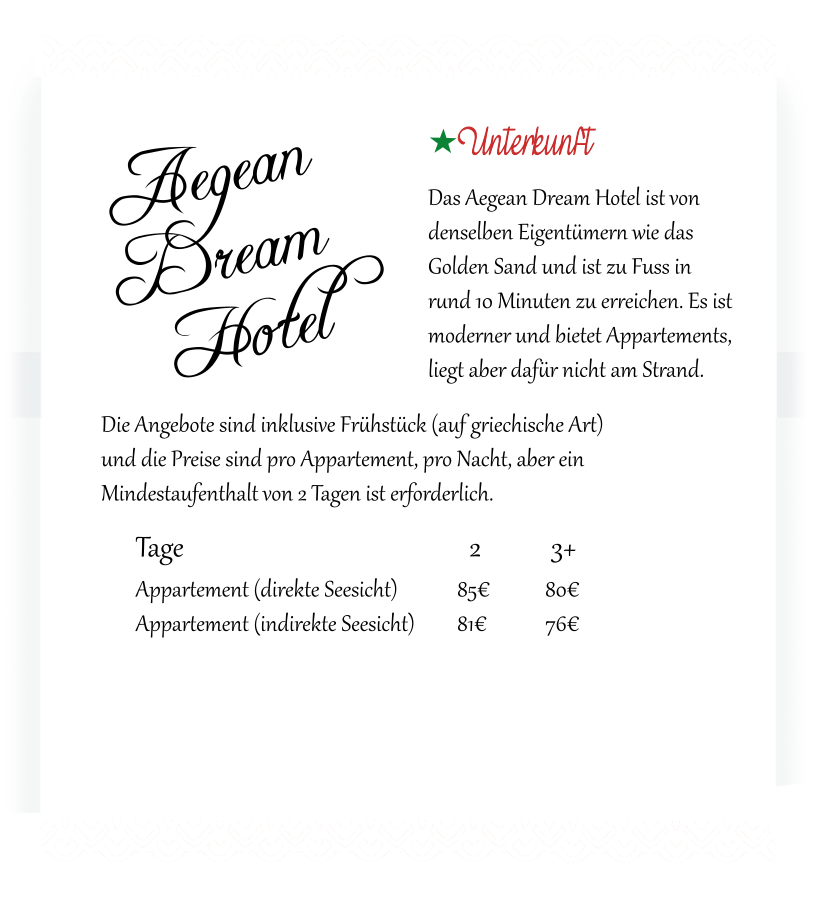 Aegean
Dream
Hotel
Unterkunft
Das Aegean Dream Hotel ist von
denselben Eigentümern wie das
Golden Sand und ist zu Fuss in
rund 10 Minuten zu erreichen. Es ist
moderner und bietet Appartements,
liegt aber dafür nicht am Strand.
Die Angebote sind inklusive Frühstück (auf griechische Art)
und die Preise sind pro Appartement, pro Nacht, aber ein
Mindestaufenthalt von 2 Tagen ist erforderlich.
Tage 2 3+
Appartement (direkte Seesicht) 85€ 80€
Appartement (indirekte Seesicht) 81€ 76€